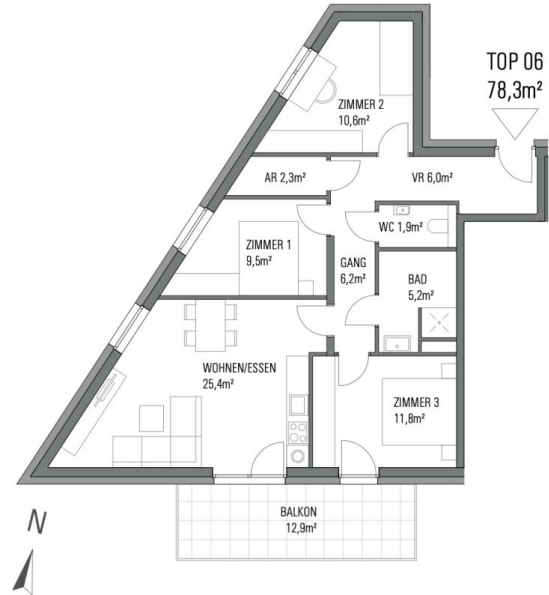 TOP 06
78,3m²
ZIMMER 2
10,6m²
AR 2,3m²
VR 6,0m²
WC 1,9m²
ZIMMER 1
9,5m²
GANG
6,2m²
BAD
5,2m²
WOHNEN/ESSEN
25,4m²
ZIMMER 3
11,8m²
BALKON
12,9m²
N